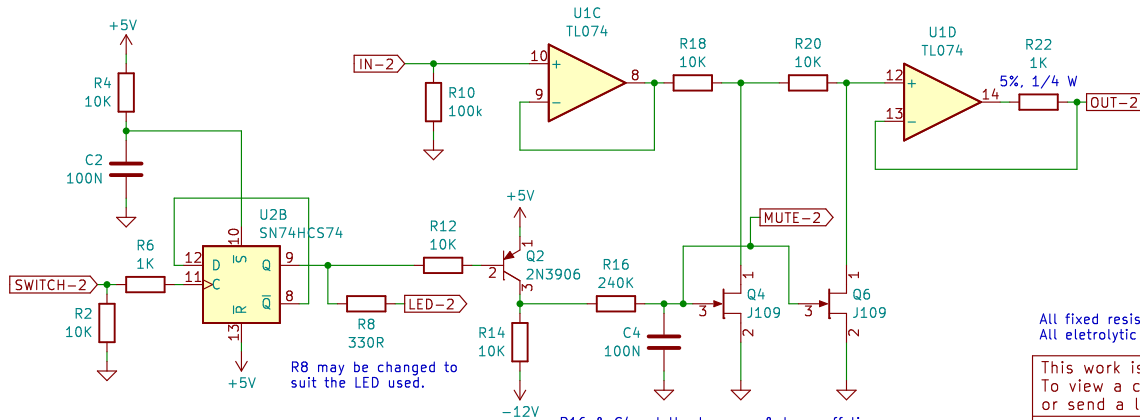 +5V
R4
10K
C2
100N
SWITCH-2
R2
10K
R6
1K
U2B
SN74HCS74
10
12
11
9
8
13
D
C
S
R
Q
Q
+5V
R8
330R
LED-2
R8 may be changed to
suit the LED used.
IN-2
R10
100k
U1C
TL074
10
9
8
+
−
R18
10K
R20
10K
U1D
TL074
12
13
14
+
−
R22
1K
5%, 1/4 W
OUT-2
R12
10K
+5V
Q2
2N3906
1
2
3
R14
10K
-12V
R16
240K
C4
100N
MUTE-2
Q4
J109
1
3
2
Q6
J109
1
3
2
All fixed resis
All eletrolytic
This work is
To view a c
or send a l